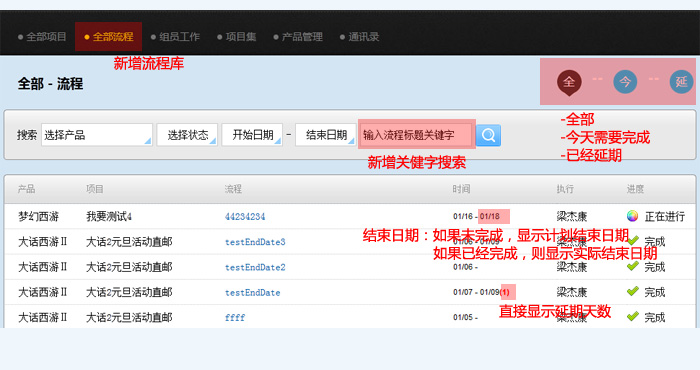 全部项目 全部流程 组员工作 项目集 产品管理 通讯录
新增流程库
全部 - 流程
全 -- 今 -- 延
-全部
-今天需要完成
-已经延期
搜索 选择产品 选择状态 开始日期 - 结束日期 输入流程标题关键字
新增关健字搜索
产品 项目 流程 时间 执行 进度
梦幻西游 我要测试4 44234234 01/16 - 01/18 梁杰康 正在进行
结束日期：如果未完成，显示计划结束日期
大话西游Ⅱ 大话2元旦活动直邮 testEndDate3 01/06 - 01/09 梁杰康 完成
如果已经完成，则显示实际结束日期
大话西游Ⅱ 大话2元旦活动直邮 testEndDate2 01/06 - 梁杰康 完成
大话西游Ⅱ 大话2元旦活动直邮 testEndDate 01/07 - 01/09(1) 梁杰康 完成
直接显示延期天数
大话西游Ⅱ 大话2元旦活动直邮 ffff 01/05 - 梁杰康 完成